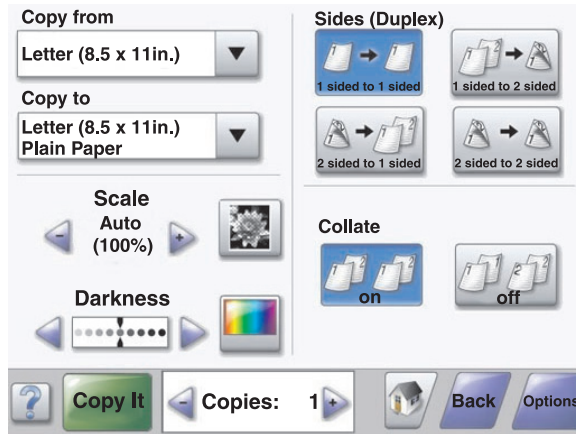 Copy from
Letter (8.5 x 11in.)
Copy to
Letter (8.5 x 11in.)
Plain Paper
Scale
Auto
(100%)
Darkness
Sides (Duplex)
1 sided to 1 sided
1 sided to 2 sided
2 sided to 1 sided
2 sided to 2 sided
Collate
on
off
?
Copy It
Copies: 1
Back
Options